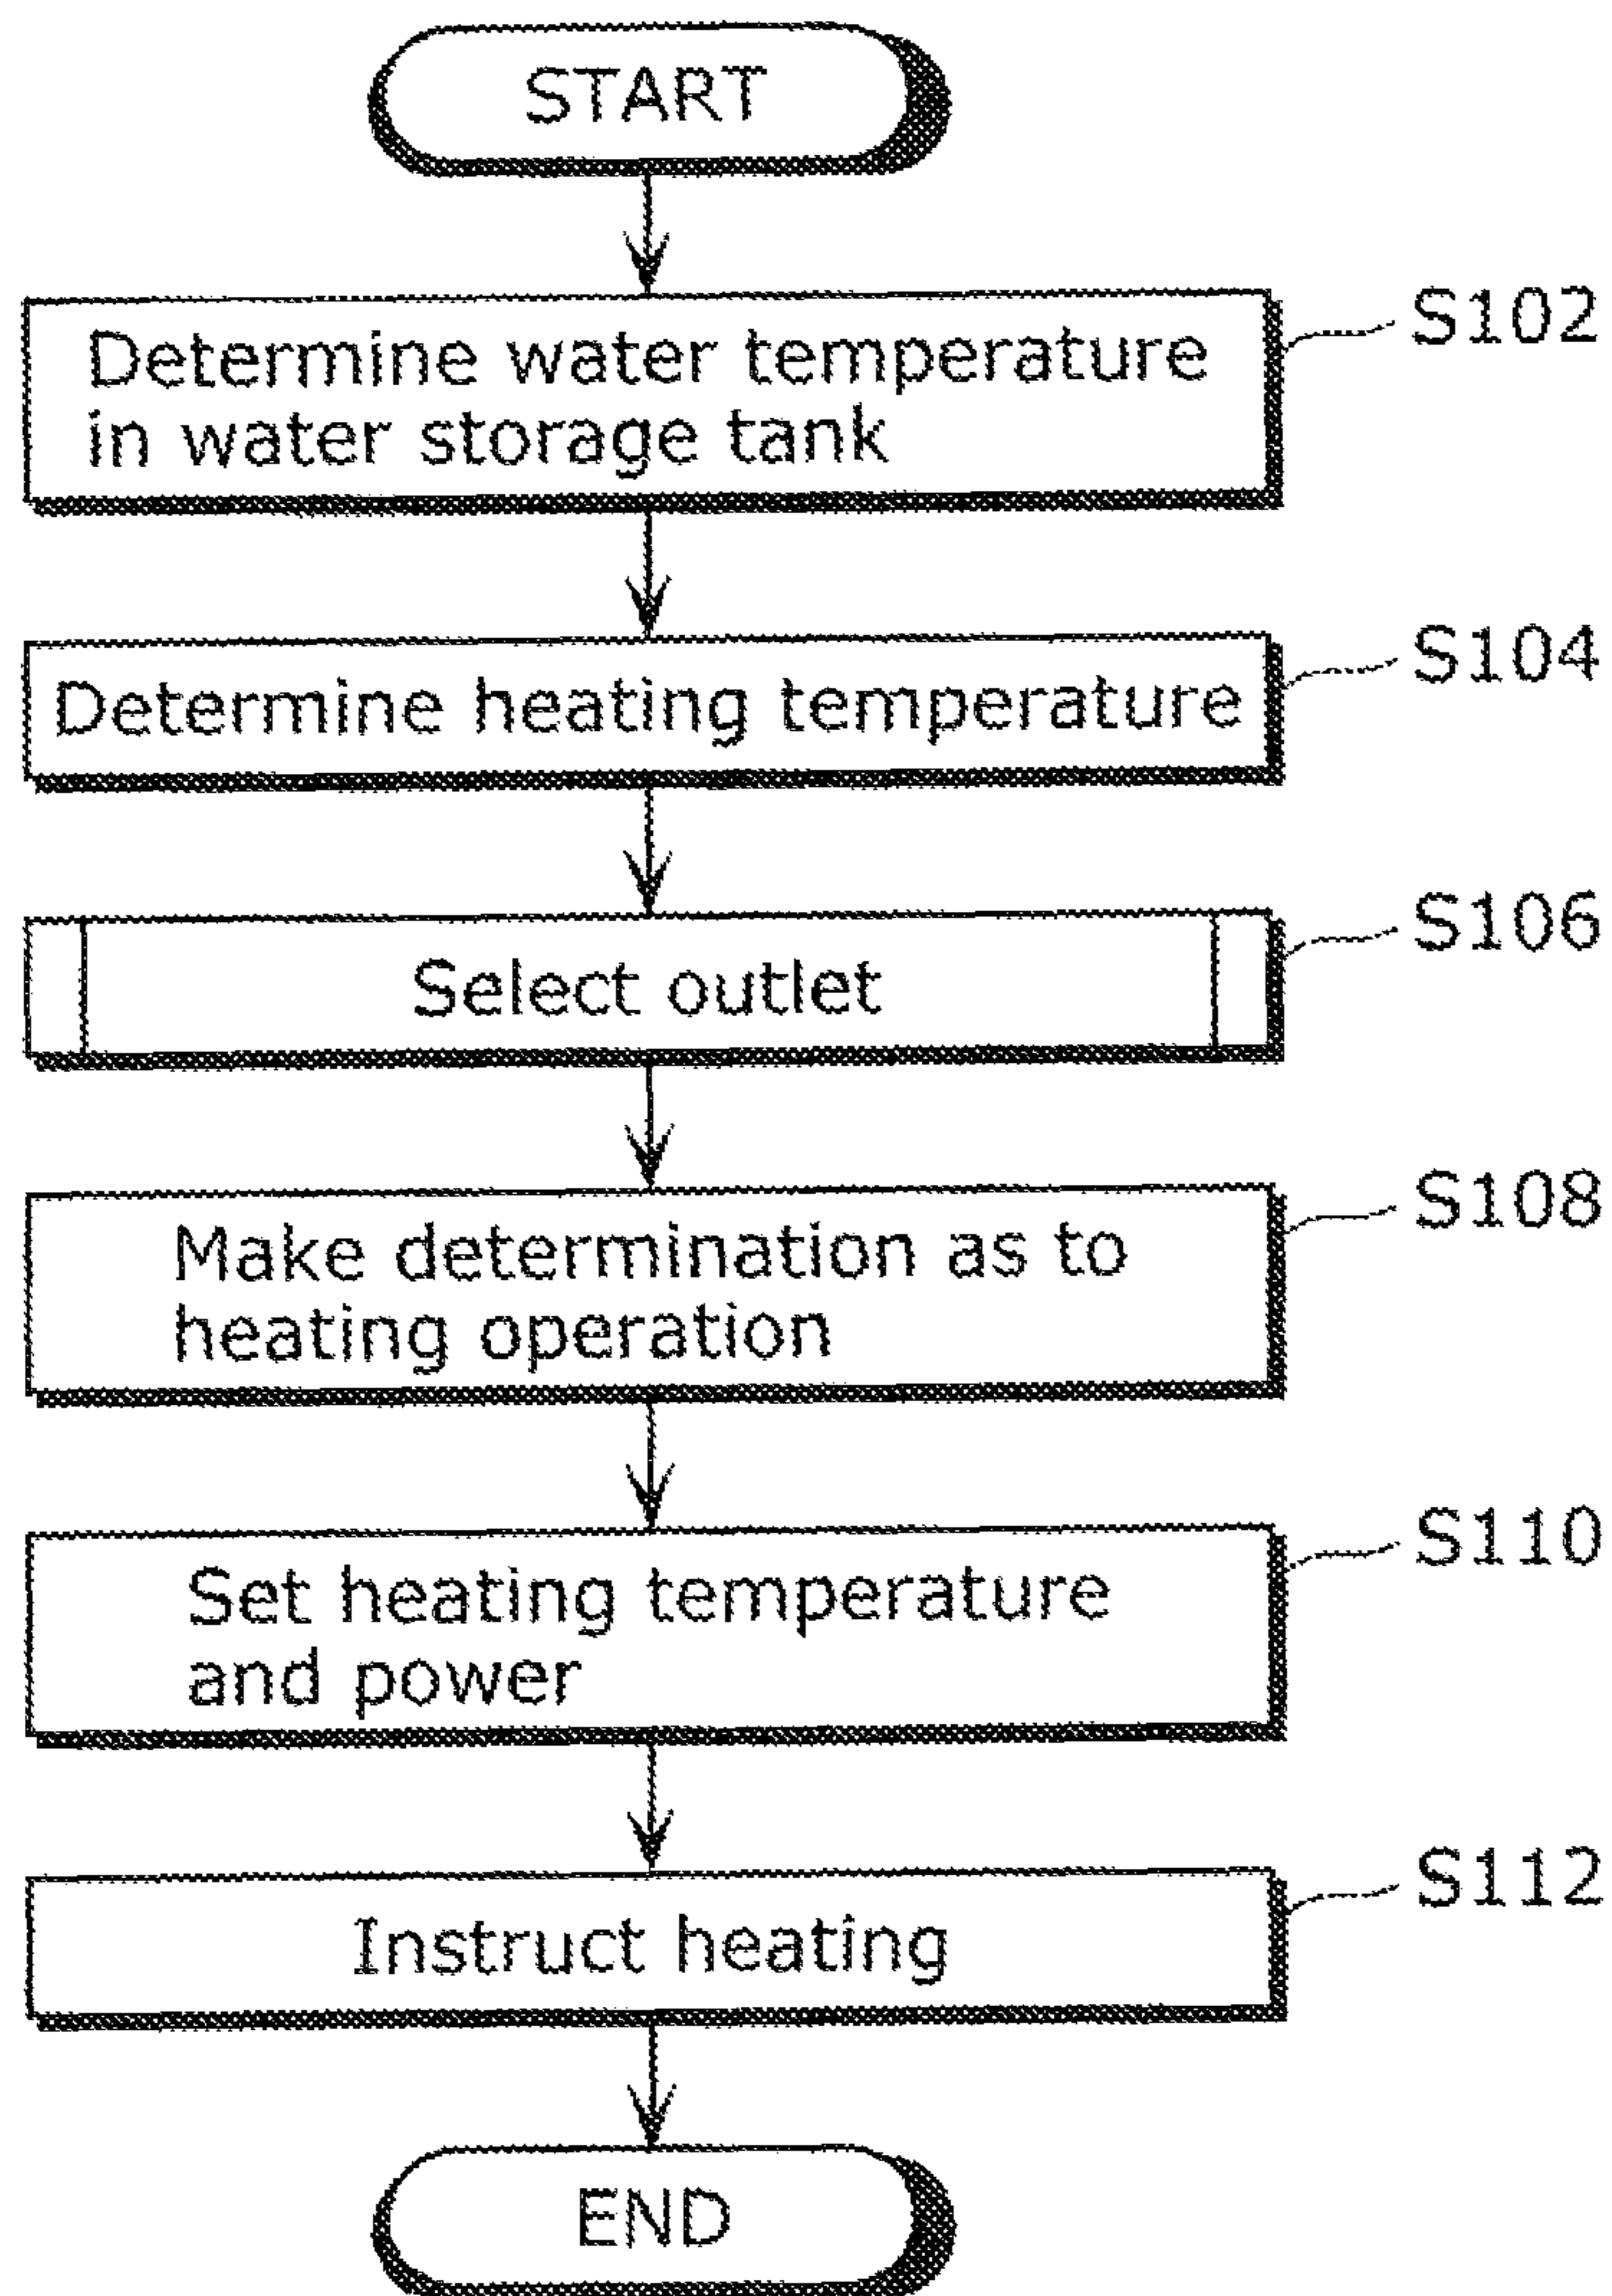 START
Determine water temperature
in water storage tank
S102
Determine heating temperature
S104
Select outlet
S106
Make determination as to
heating operation
S108
Set heating temperature
and power
S110
Instruct heating
S112
END